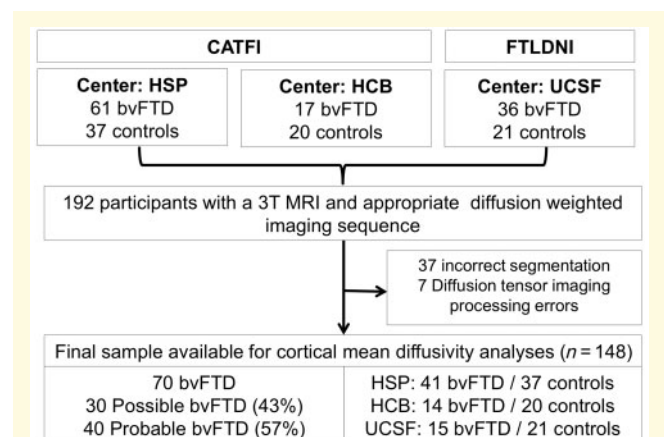 CATFI
FTLDNI
Center: HSP
61 bvFTD
37 controls
Center: HCB
17 bvFTD
20 controls
Center: UCSF
36 bvFTD
21 controls
192 participants with a 3T MRI and appropriate diffusion weighted
imaging sequence
37 incorrect segmentation
7 Diffusion tensor imaging
processing errors
Final sample available for cortical mean diffusivity analyses (n = 148)
70 bvFTD
30 Possible bvFTD (43%)
40 Probable bvFTD (57%)
HSP: 41 bvFTD / 37 controls
HCB: 14 bvFTD / 20 controls
UCSF: 15 bvFTD / 21 controls